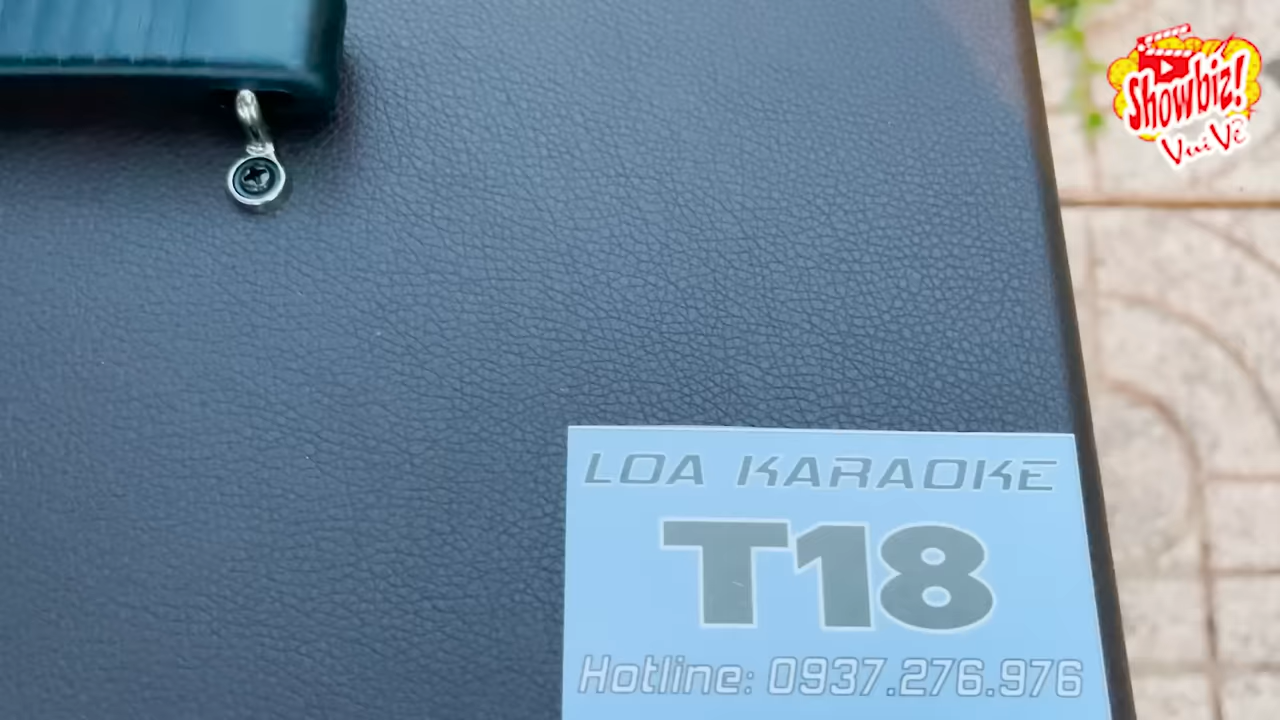 Showbiz!
Vui Vẻ
LOA KARAOKE
T18
Hotline: 0937.276.976